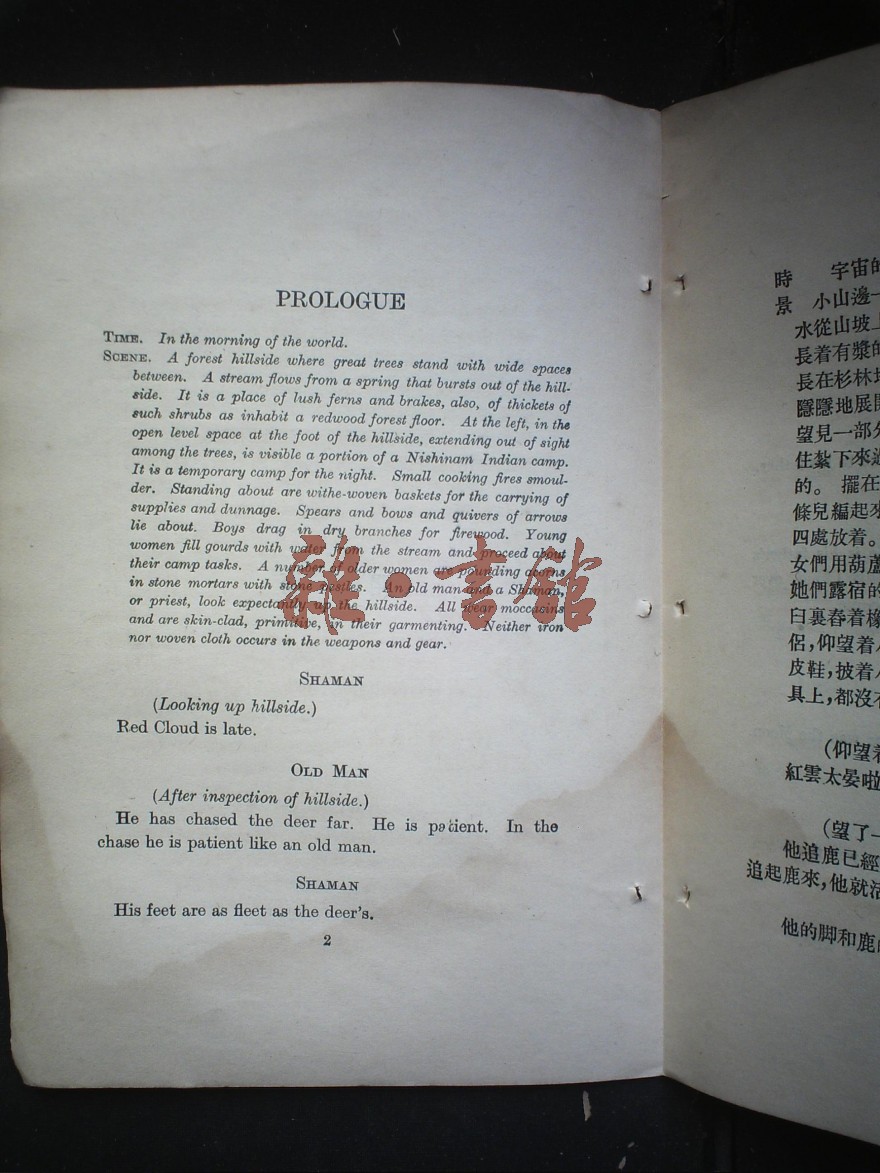 PROLOGUE
TIME. In the morning of the world.
SCENE. A forest hillside where great trees stand with wide spaces
between. A stream flows from a spring that bursts out of the hill-
side. It is a place of lush ferns and brakes, also, of thickets of
such shrubs as inhabit a redwood forest floor. At the left, in the
open level space at the foot of the hillside, extending out of sight
among the trees, is visible a portion of a Nishinam Indian camp.
It is a temporary camp for the night. Small cooking fires smoul-
der. Standing about are withe-woven baskets for the carrying of
supplies and dunnage. Spears and bows and quivers of arrows
lie about. Boys drag in dry branches for firewood. Young
women fill gourds with water from the stream and proceed about
their camp tasks. A number of older women are pounding acorns
in stone mortars with stone pestles. An old man and a Shaman,
or priest, look expectantly up the hillside. All wear moccasins
and are skin-clad, primitive, in their garmenting. Neither iron
nor woven cloth occurs in the weapons and gear.
SHAMAN
(Looking up hillside.)
Red Cloud is late.
OLD MAN
(After inspection of hillside.)
He has chased the deer far. He is patient. In the
chase he is patient like an old man.
SHAMAN
His feet are as fleet as the deer's.
2
時 宇宙的
景 小山邊一
水從山坡上
長着有漿的
長在杉林地
隱隱地展開
望見一部分
住紮下來過
的。擺在
條兒編起來
四處放着。
女們用葫蘆
她們露宿的
臼裏舂着橡
侶,仰望着小
皮鞋,披着
具上,都沒有
(仰望着
紅雲太晏啦
(望了一
他追鹿已經
追起鹿來,他就
他的脚和鹿的
雜·書館